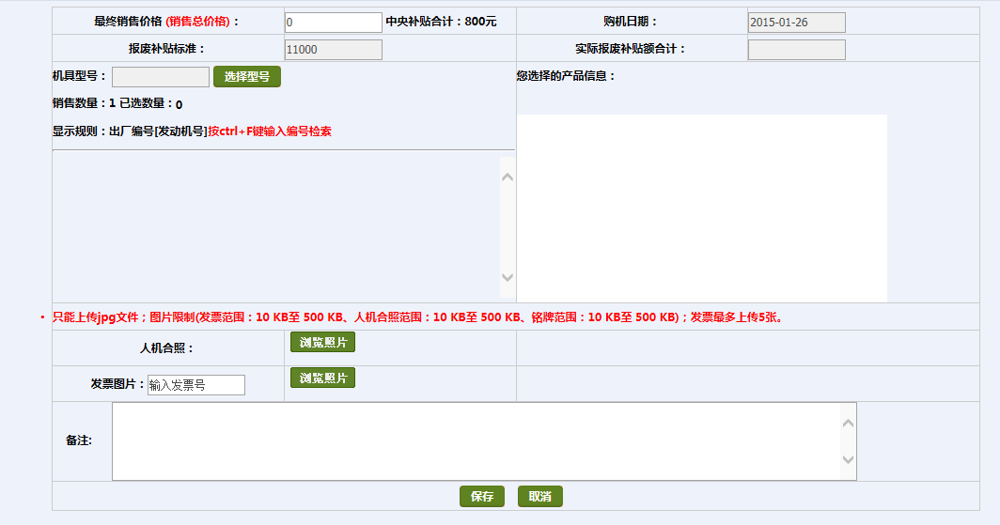 最终销售价格 (销售总价格)： 0 中央补贴合计：800元 购机日期： 2015-01-26
报废补贴标准： 11000 实际报废补贴额合计：
机具型号： 选择型号 您选择的产品信息：
销售数量：1 已选数量：0
显示规则：出厂编号[发动机号]按ctrl+F键输入编号检索
• 只能上传jpg文件；图片限制(发票范围：10 KB至 500 KB、人机合照范围：10 KB至 500 KB、铭牌范围：10 KB至 500 KB)；发票最多上传5张。
人机合照： 浏览照片
发票图片： 输入发票号 浏览照片
备注:
保存 取消